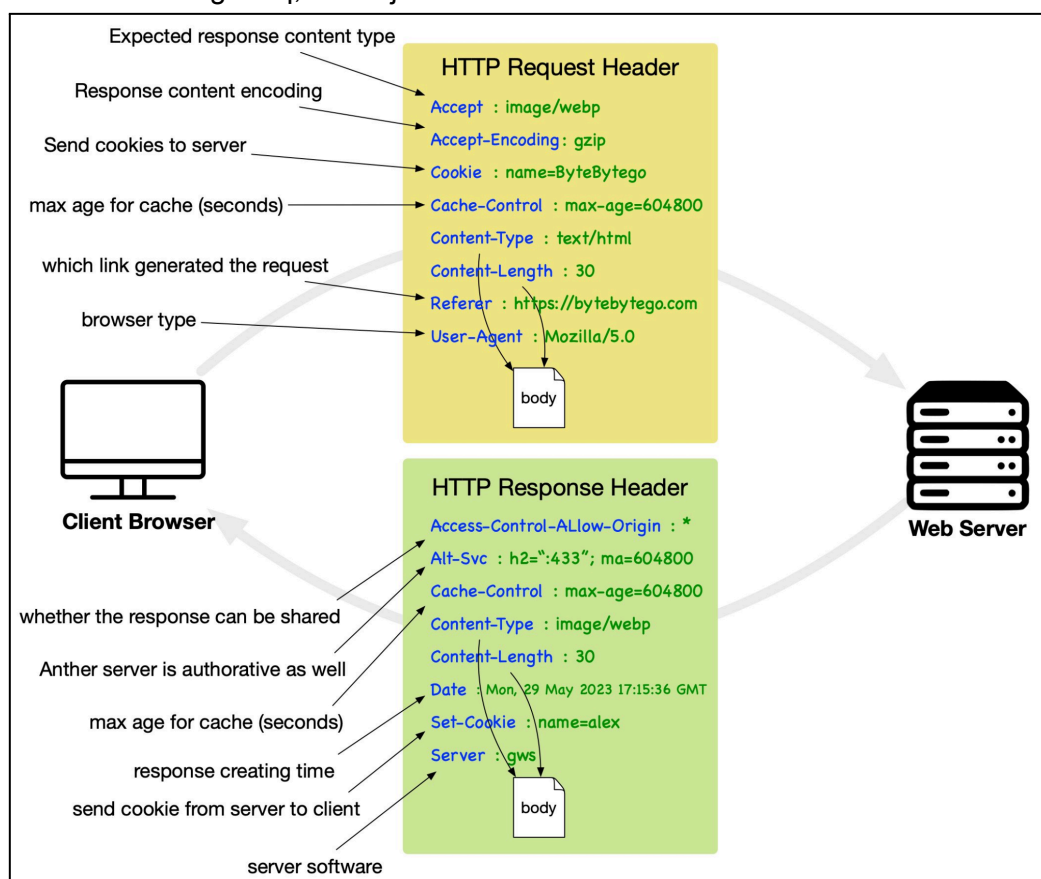 Expected response content type
Response content encoding
Send cookies to server
max age for cache (seconds)
which link generated the request
browser type
HTTP Request Header
Accept : image/webp
Accept-Encoding: gzip
Cookie : name=ByteBytego
Cache-Control : max-age=604800
Content-Type : text/html
Content-Length : 30
Referer : https://bytebytego.com
User-Agent : Mozilla/5.0
body
Client Browser
Web Server
HTTP Response Header
Access-Control-ALlow-Origin : *
Alt-Svc : h2=“:433”; ma=604800
Cache-Control : max-age=604800
Content-Type : image/webp
Content-Length : 30
Date : Mon, 29 May 2023 17:15:36 GMT
Set-Cookie : name=alex
Server : gws
body
whether the response can be shared
Anther server is authorative as well
max age for cache (seconds)
response creating time
send cookie from server to client
server software